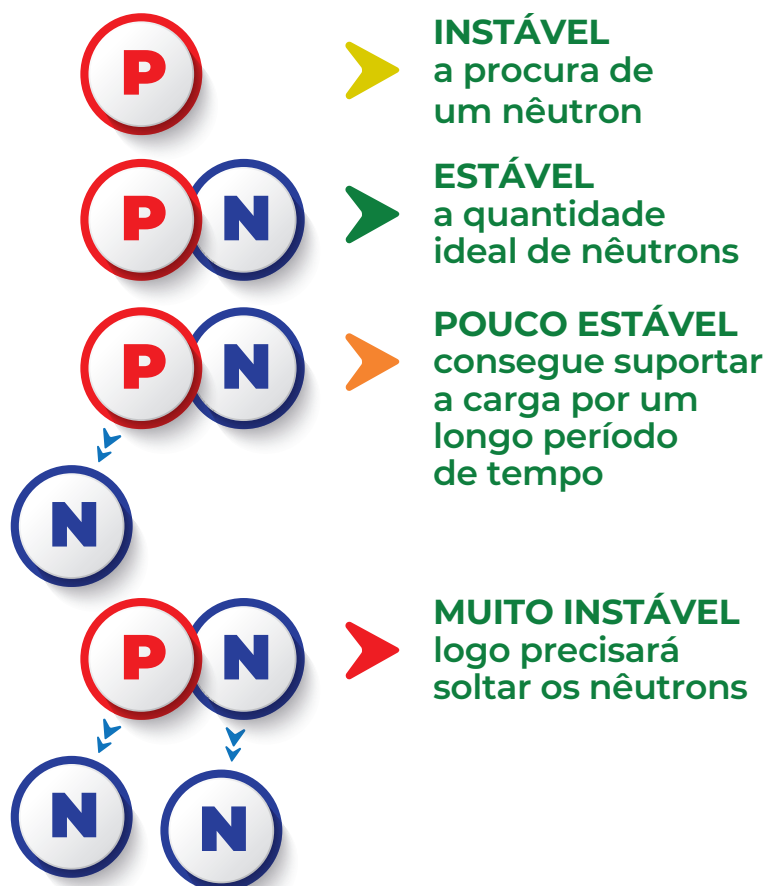 P
INSTÁVEL
a procura de
um nêutron
P N
ESTÁVEL
a quantidade
ideal de nêutrons
P N
POUCO ESTÁVEL
consegue suportar
a carga por um
longo período
de tempo
N
P N
MUITO INSTÁVEL
logo precisará
soltar os nêutrons
N N